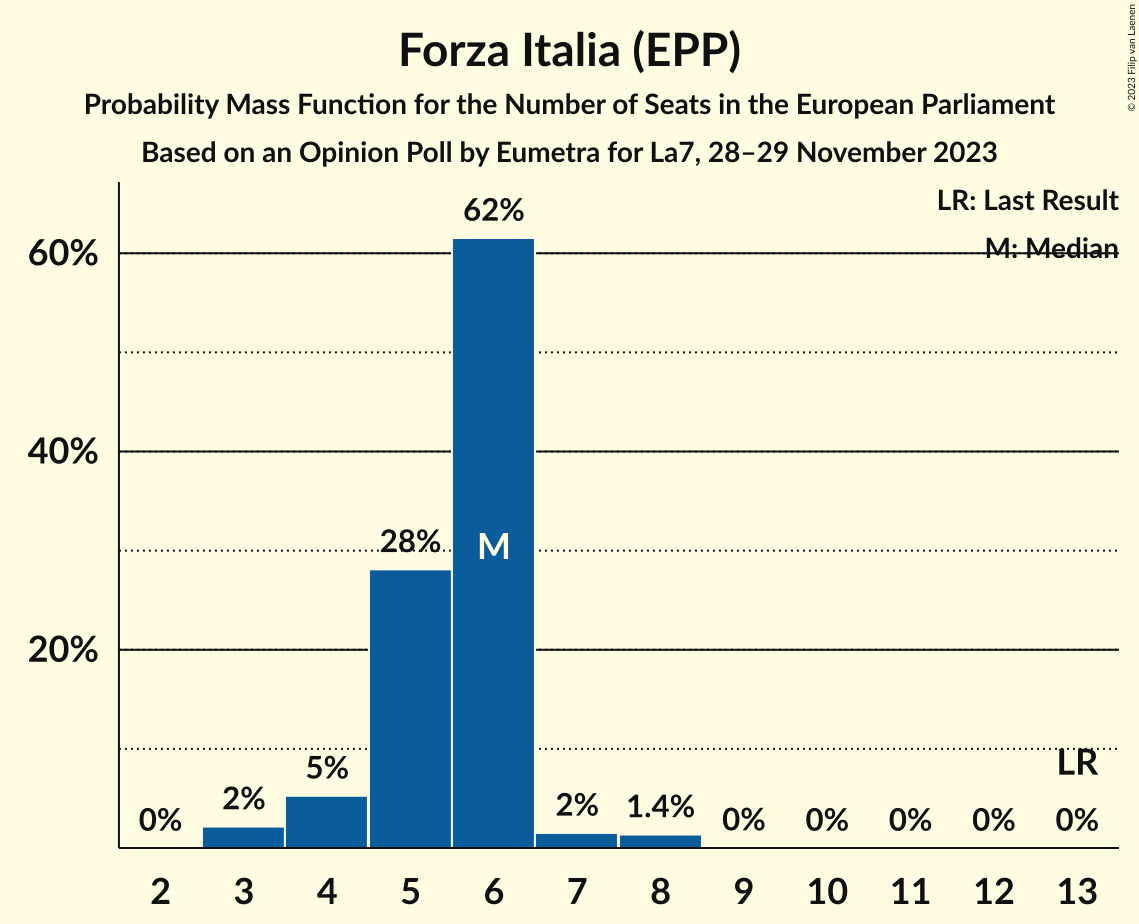 Forza Italia (EPP)
Probability Mass Function for the Number of Seats in the European Parliament
Based on an Opinion Poll by Eumetra for La7, 28–29 November 2023
© 2023 Filip van Laenen
LR: Last Result
M: Median
60%
40%
20%
0%
2%
5%
28%
62%
M
2%
1.4%
0%
0%
0%
0%
LR
0%
2 3 4 5 6 7 8 9 10 11 12 13